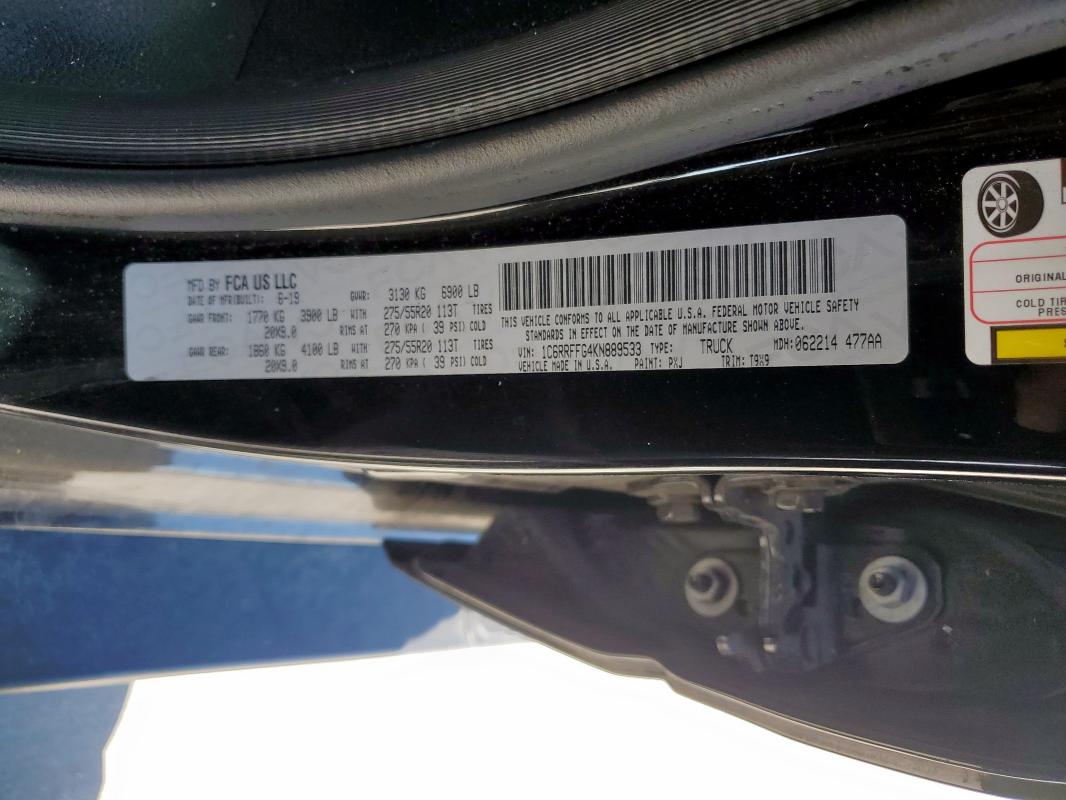 MFD BY FCA US LLC
DATE OF MFR(BUILT): 6-19 GVWR: 3130 KG 6900 LB
GAWR FRONT: 1770 KG 3900 LB WITH 275/55R20 113T TIRES
20X9.0 RIMS AT 270 KPA ( 39 PSI) COLD
GAWR REAR: 1860 KG 4100 LB WITH 275/55R20 113T TIRES
20X9.0 RIMS AT 270 KPA ( 39 PSI) COLD
THIS VEHICLE CONFORMS TO ALL APPLICABLE U.S.A. FEDERAL MOTOR VEHICLE SAFETY
STANDARDS IN EFFECT ON THE DATE OF MANUFACTURE SHOWN ABOVE.
VIN: 1C6RRFFG4KN889533 TYPE: TRUCK MDH: 062214 477AA
VEHICLE MADE IN U.S.A. PAINT: PXJ TRIM: T9X9
ORIGINAL
COLD TIR
PRES
S